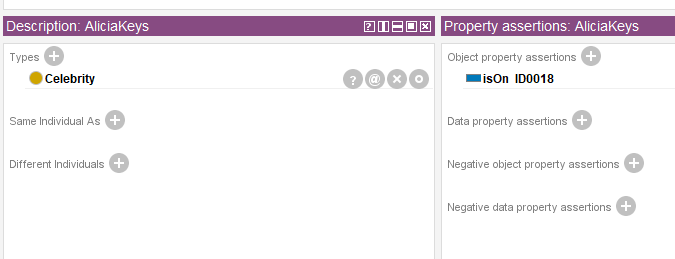 Description: AliciaKeys
Types
Celebrity
Same Individual As
Different Individuals
Property assertions: AliciaKeys
Object property assertions
isOn ID0018
Data property assertions
Negative object property assertions
Negative data property assertions